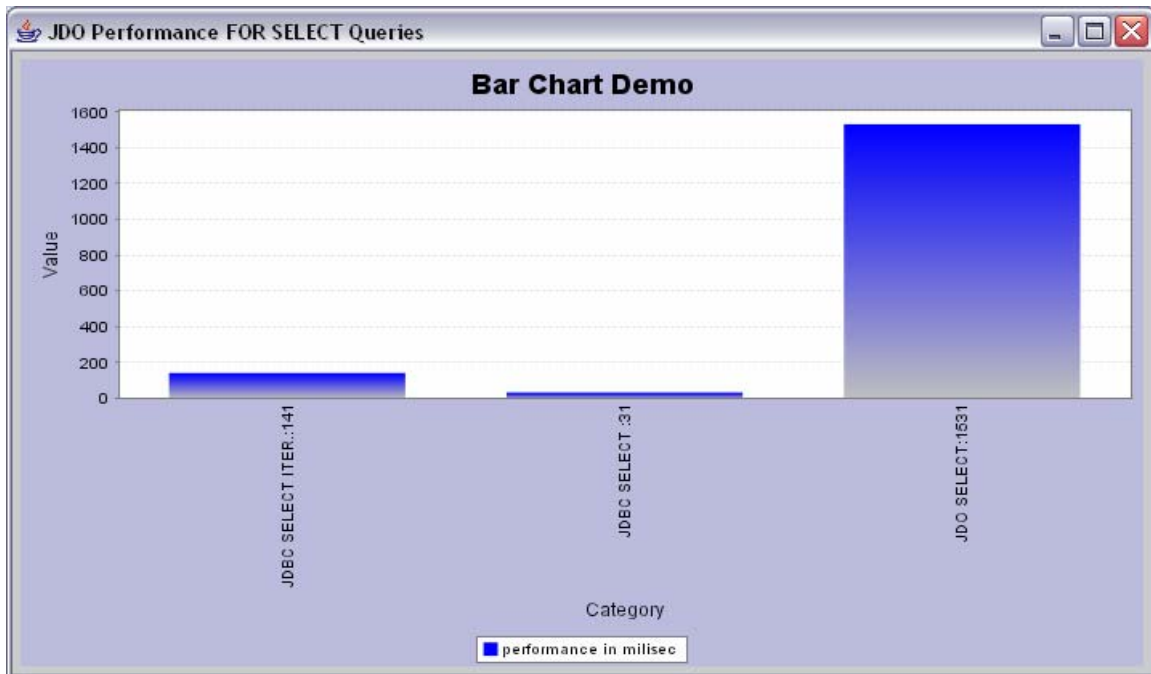 JDO Performance FOR SELECT Queries
Bar Chart Demo
Value
1600
1400
1200
1000
800
600
400
200
0
JDBC SELECT ITER.:141
JDBC SELECT :31
JDO SELECT:1531
Category
performance in milisec